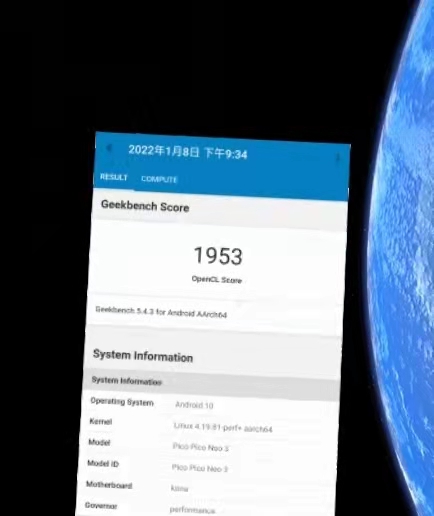 2022年1月8日 下午9:34
RESULT COMPUTE
Geekbench Score
1953
OpenCL Score
Geekbench 5.4.3 for Android AArch64
System Information
System Information
Operating System Android 10
Kernel Linux 4.19.81-perf+ aarch64
Model Pico Pico Neo 3
Model ID Pico Pico Neo 3
Motherboard kona
Governor performance